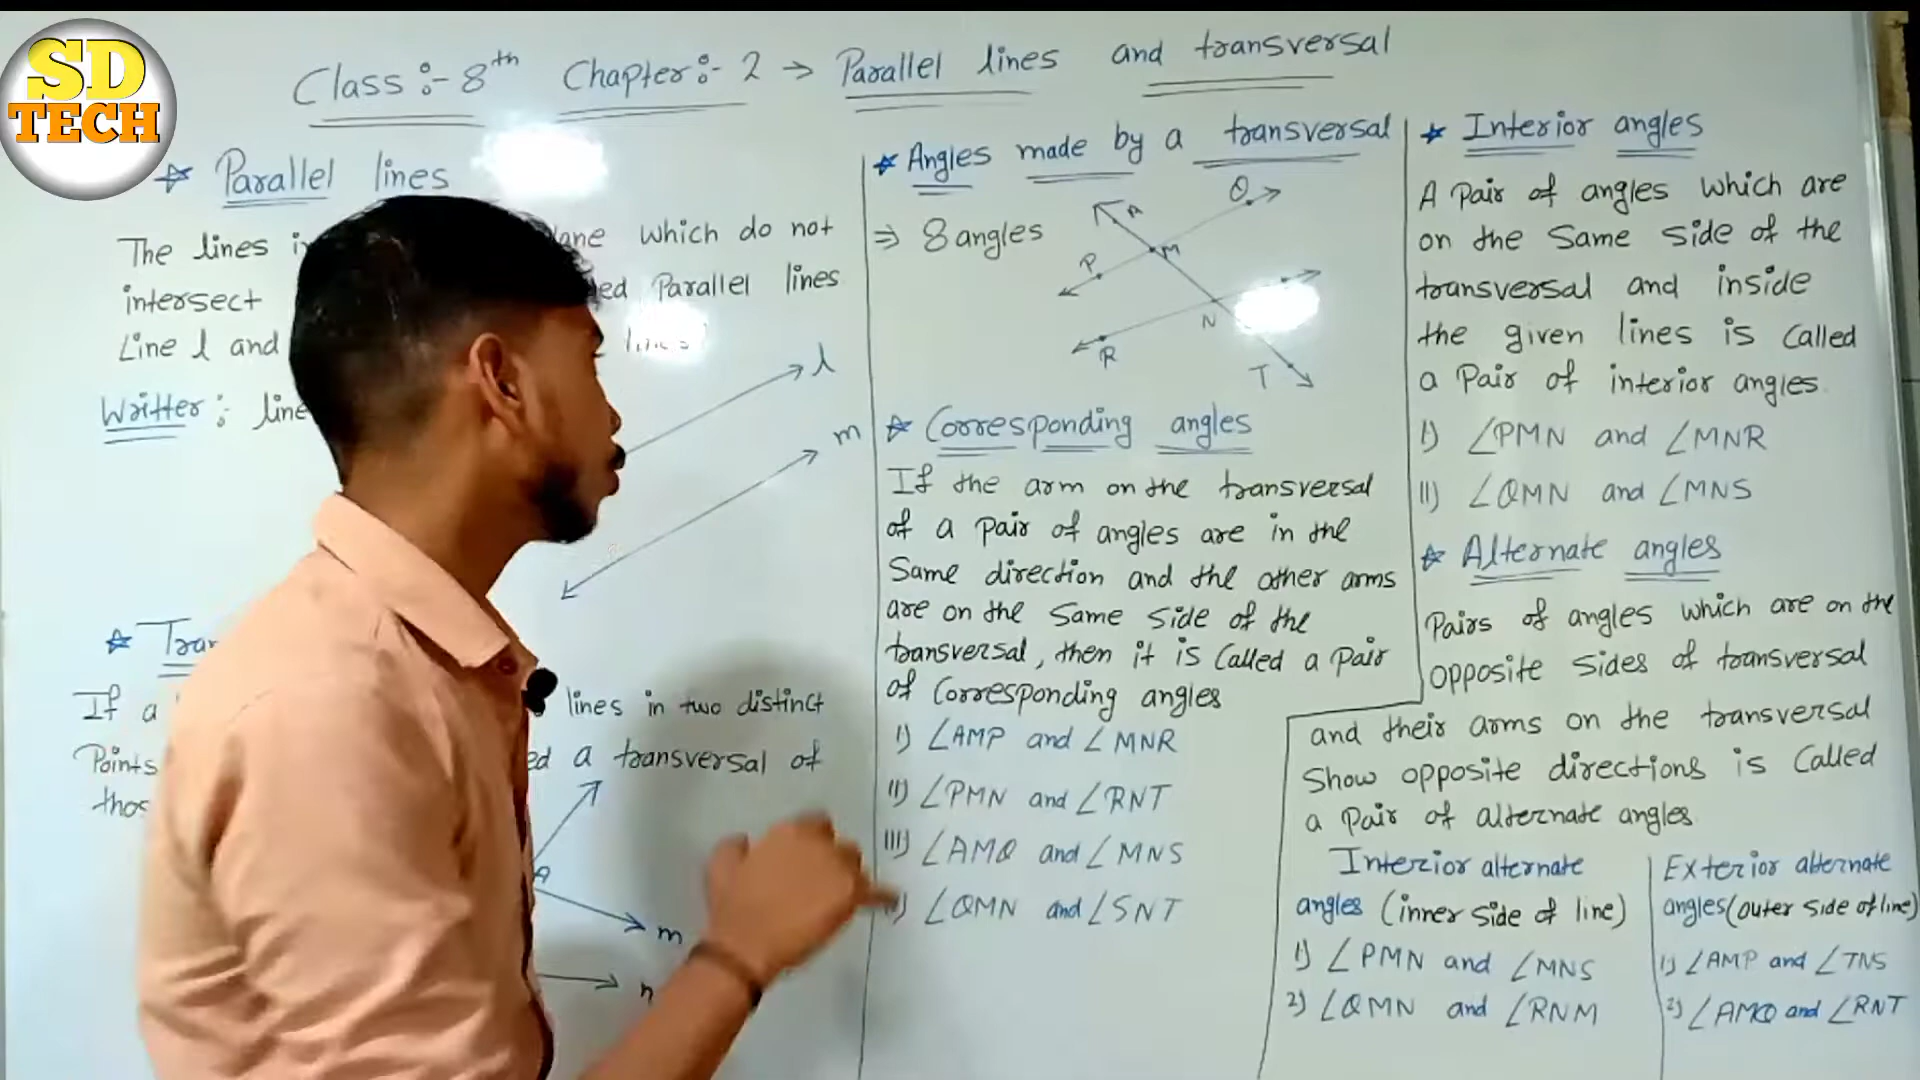 SD
TECH
Class :- 8th Chapter :- 2 → Parallel lines and transversal
☆ Parallel lines
The lines in lane which do not
intersect ed Parallel lines
Line l and
Writter : line
l
m
☆ Tran
If a lines in two distinct
Points ed a transversal of
thos
A
m
n
☆ Angles made by a transversal
⇒ 8 angles
A
Q
P
M
N
R
T
☆ Corresponding angles
If the arm on the transversal
of a Pair of angles are in the
Same direction and the other arms
are on the Same side of the
transversal, then it is Called a Pair
of Corresponding angles
I) ∠AMP and ∠MNR
II) ∠PMN and ∠RNT
III) ∠AMQ and ∠MNS
∠QMN and ∠SNT
☆ Interior angles
A Pair of angles which are
on the Same side of the
transversal and inside
the given lines is Called
a Pair of interior angles.
I) ∠PMN and ∠MNR
II) ∠QMN and ∠MNS
☆ Alternate angles
Pairs of angles which are on the
opposite sides of transversal
and their arms on the transversal
Show opposite directions is Called
a Pair of alternate angles.
Interior alternate
angles (inner side of line)
1) ∠PMN and ∠MNS
2) ∠QMN and ∠RNM
Exterior alternate
angles (outer side of line)
1) ∠AMP and ∠TNS
2) ∠AMQ and ∠RNT